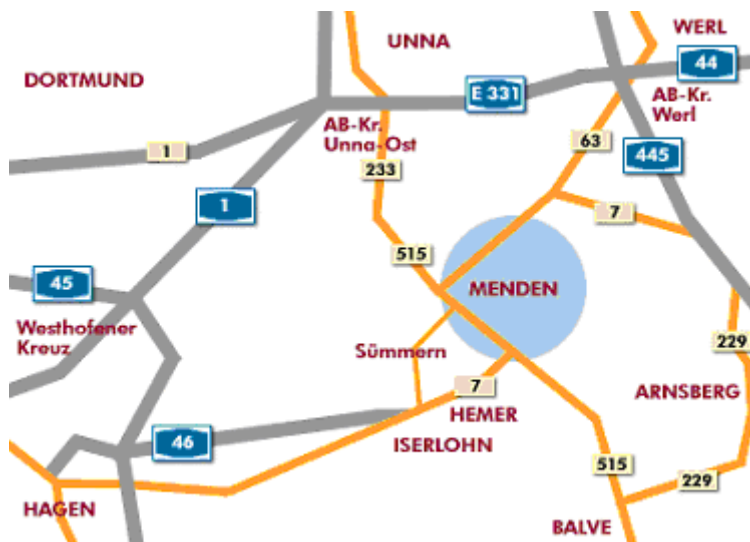 UNNA
WERL
DORTMUND
44
E 331
AB-Kr.
Unna-Ost
AB-Kr.
Werl
1
63
445
233
1
7
515
45
MENDEN
Westhofener
Kreuz
Sümmern
229
7
ARNSBERG
HEMER
46
ISERLOHN
515
229
HAGEN
BALVE